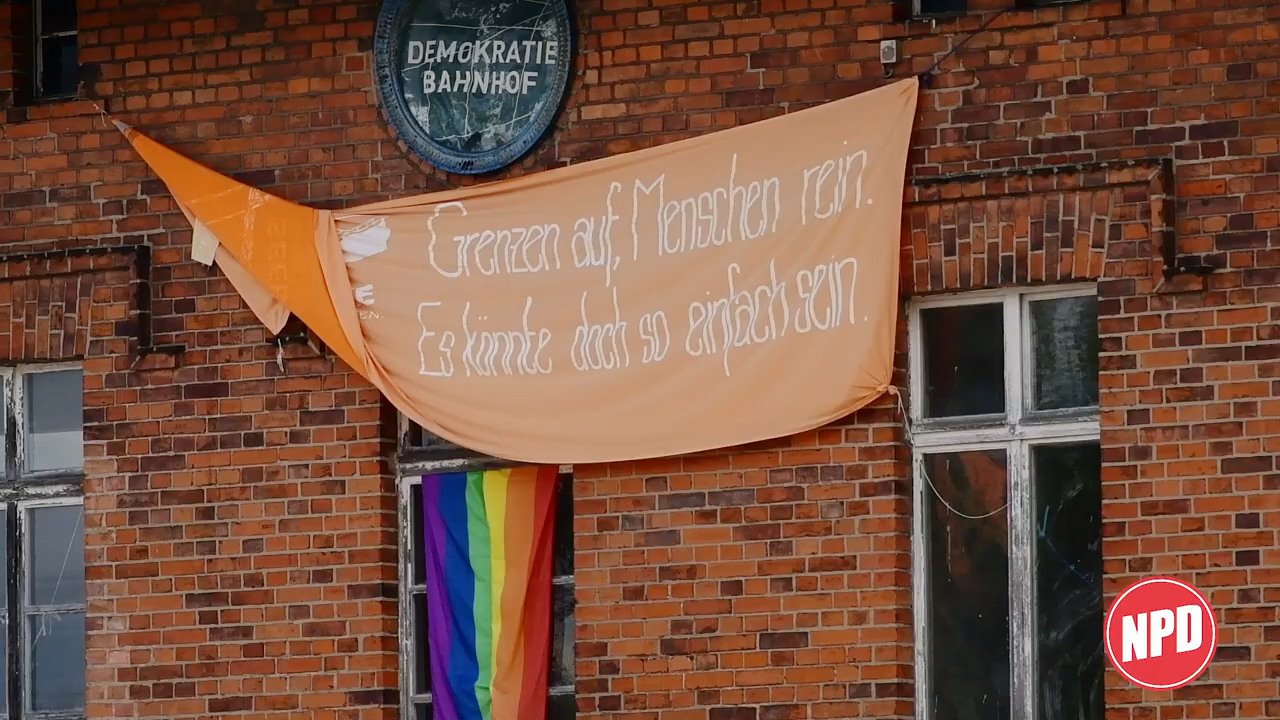 DEMOKRATIE
BAHNHOF
Grenzen auf, Menschen rein.
Es könnte doch so einfach sein.
NPD